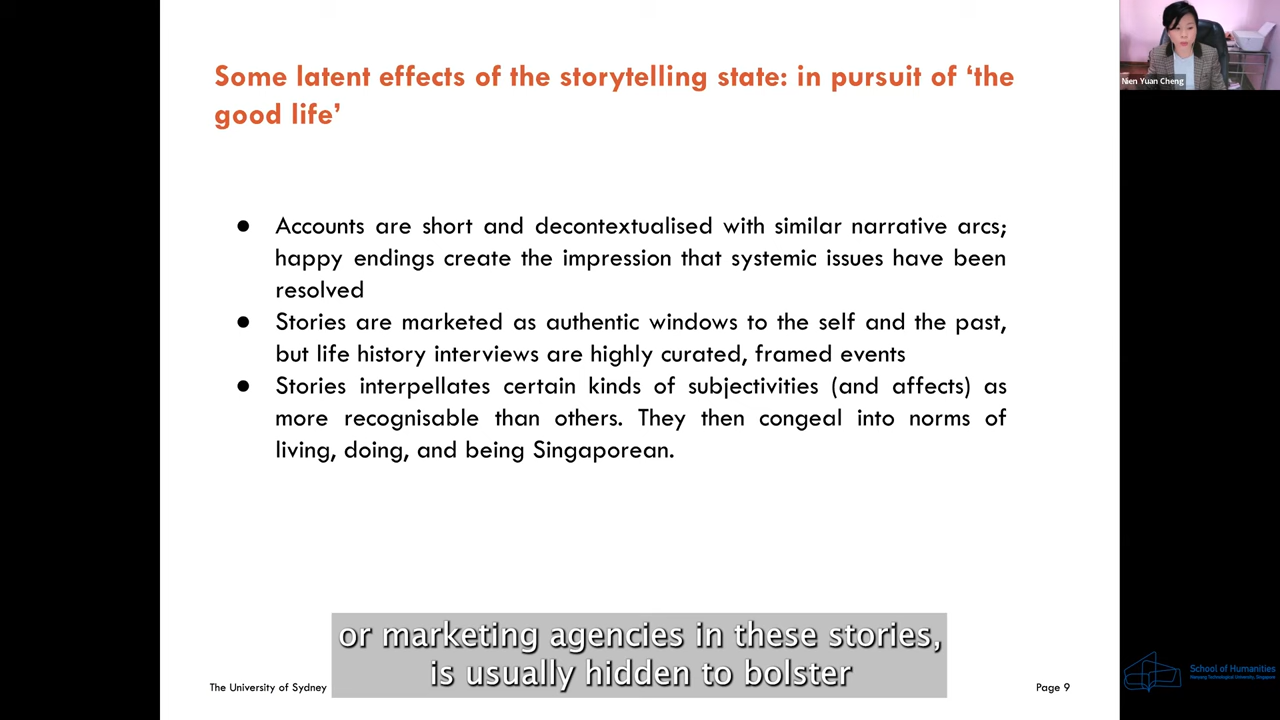 Some latent effects of the storytelling state: in pursuit of ‘the
good life’
Nien Yuan Cheng
● Accounts are short and decontextualised with similar narrative arcs;
happy endings create the impression that systemic issues have been
resolved
● Stories are marketed as authentic windows to the self and the past,
but life history interviews are highly curated, framed events
● Stories interpellates certain kinds of subjectivities (and affects) as
more recognisable than others. They then congeal into norms of
living, doing, and being Singaporean.
or marketing agencies in these stories,
is usually hidden to bolster
The University of Sydney
Page 9
School of Humanities
Nanyang Technological University, Singapore